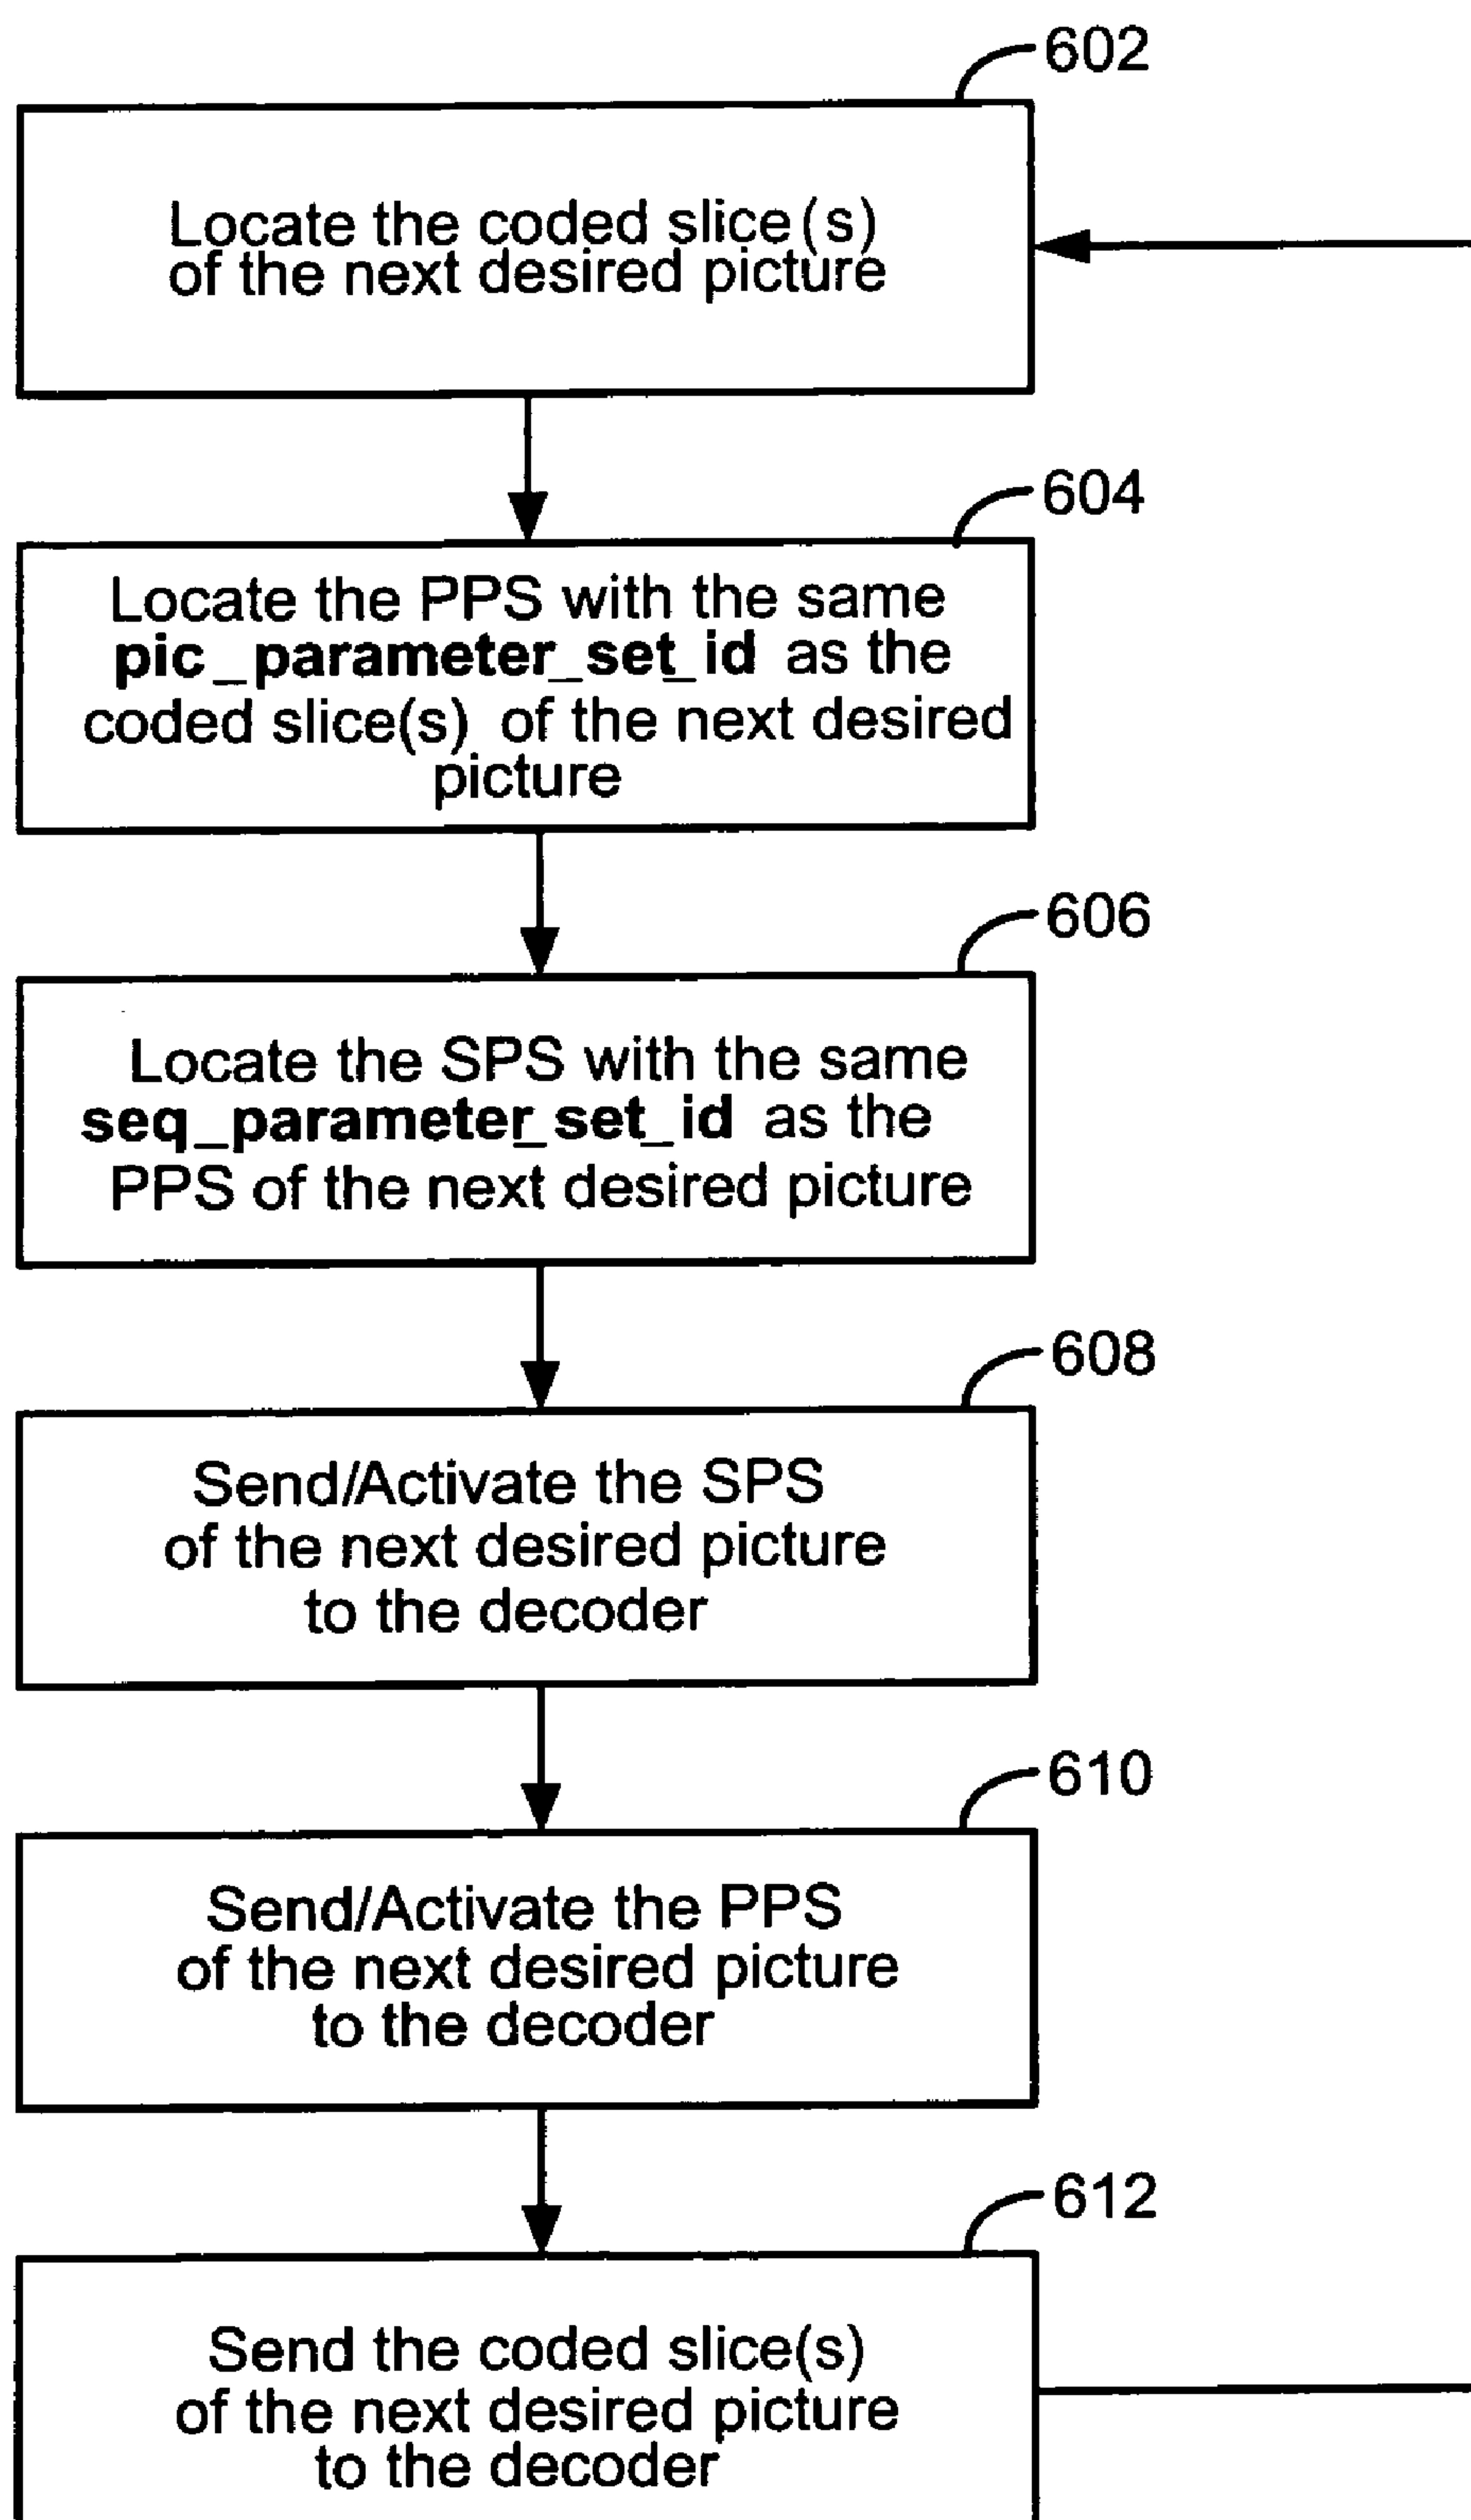 602
Locate the coded slice(s)
of the next desired picture
604
Locate the PPS with the same
pic_parameter_set_id as the
coded slice(s) of the next desired
picture
606
Locate the SPS with the same
seq_parameter_set_id as the
PPS of the next desired picture
608
Send/Activate the SPS
of the next desired picture
to the decoder
610
Send/Activate the PPS
of the next desired picture
to the decoder
612
Send the coded slice(s)
of the next desired picture
to the decoder